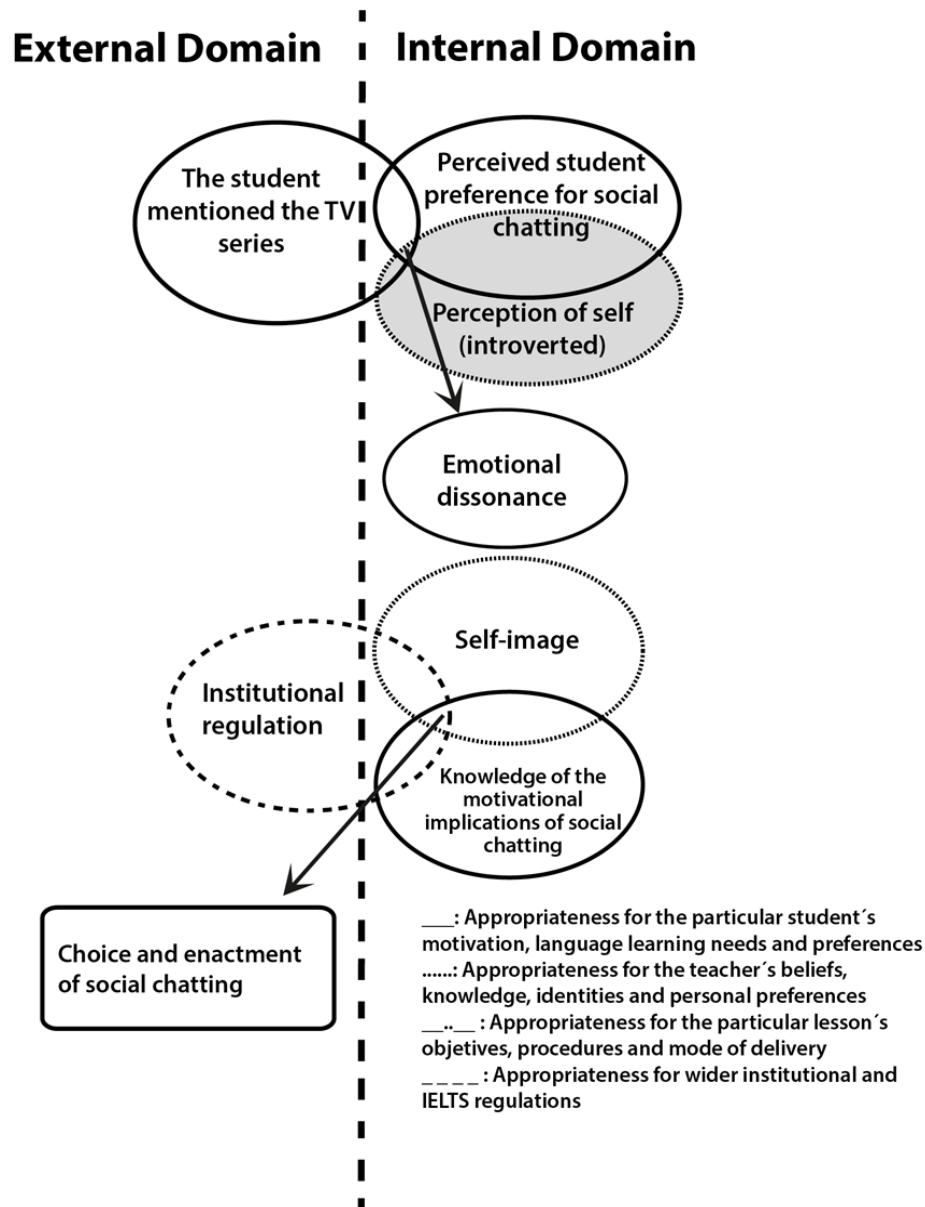 External Domain
Internal Domain
The student
mentioned the TV
series
Perceived student
preference for social
chatting
Perception of self
(introverted)
Emotional
dissonance
Self-image
Institutional
regulation
Knowledge of the
motivational
implications of social
chatting
Choice and enactment
of social chatting
___: Appropriateness for the particular student´s
motivation, language learning needs and preferences
......: Appropriateness for the teacher´s beliefs,
knowledge, identities and personal preferences
__..__ : Appropriateness for the particular lesson´s
objetives, procedures and mode of delivery
_ _ _ _ : Appropriateness for wider institutional and
IELTS regulations